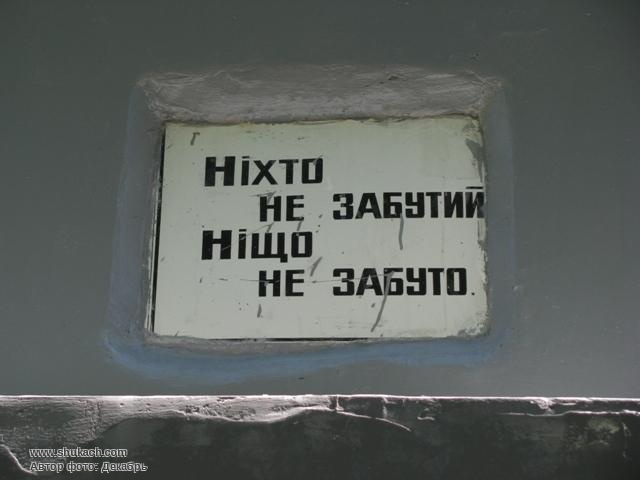 Ніхто
не забутий
Ніщо
не забуто.
www.shukach.com
Автор фото: Декабрь